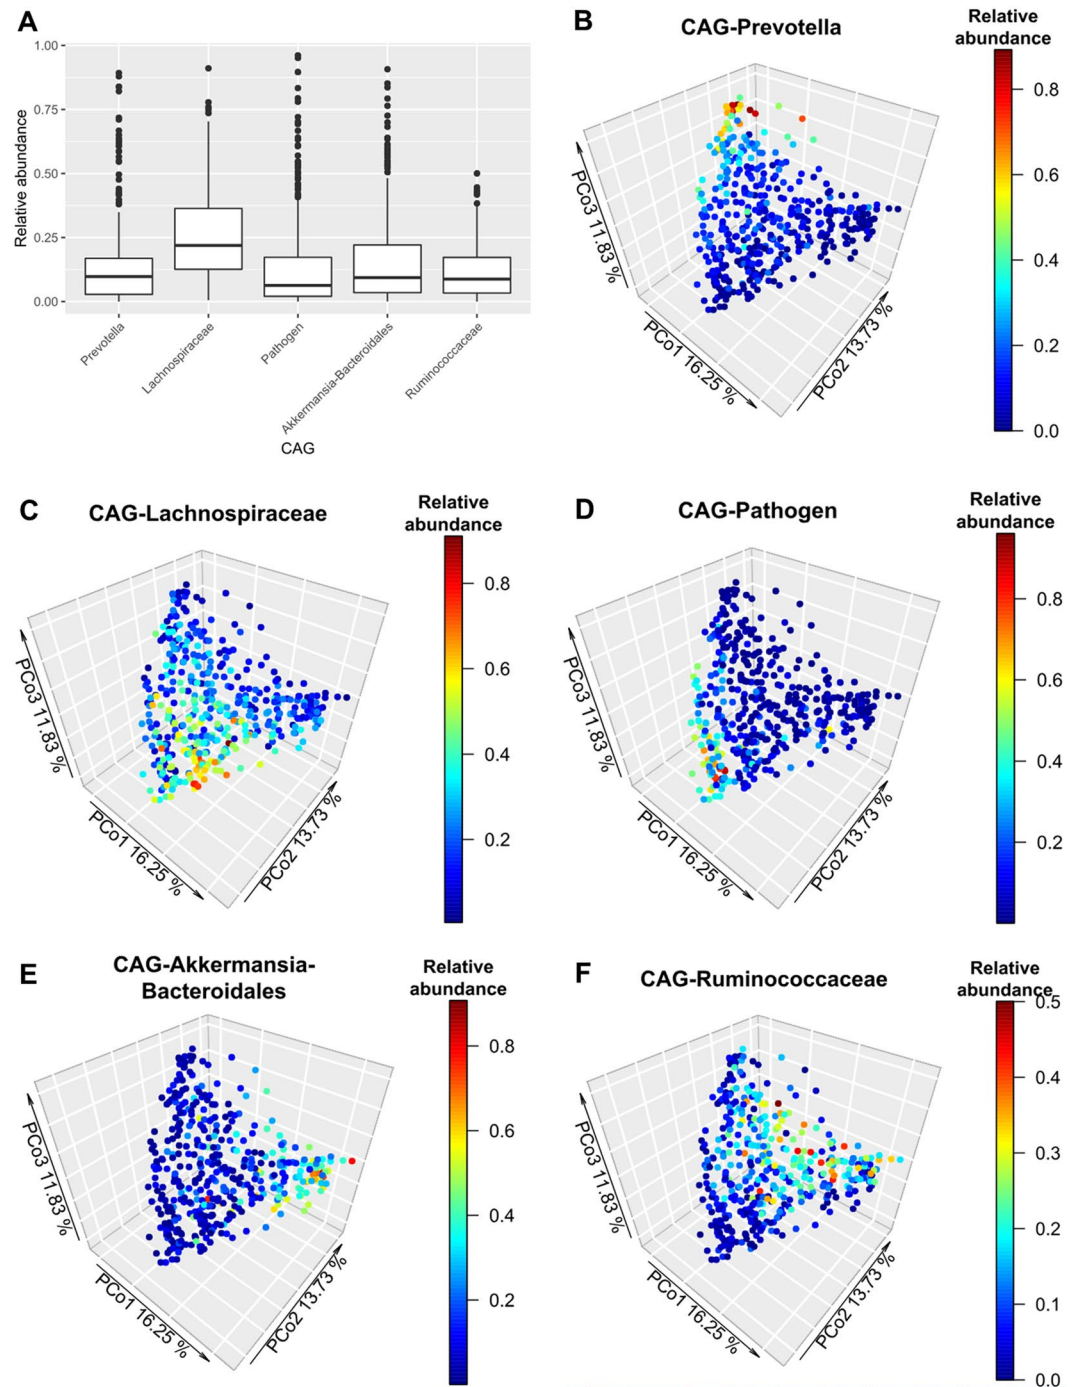 A
1.00
0.75
0.50
0.25
0.00
Relative abundance
Prevotella
Lachnospiraceae
Pathogen
Akkermansia-Bacteroidales
Ruminococcaceae
CAG
B
CAG-Prevotella
Relative
abundance
0.8
0.6
0.4
0.2
0.0
PCo3 11.83 %
PCo1 16.25 %
PCo2 13.73 %
C
CAG-Lachnospiraceae
Relative
abundance
0.8
0.6
0.4
0.2
PCo3 11.83 %
PCo1 16.25 %
PCo2 13.73 %
D
CAG-Pathogen
Relative
abundance
0.8
0.6
0.4
0.2
PCo3 11.83 %
PCo1 16.25 %
PCo2 13.73 %
E
CAG-Akkermansia-
Bacteroidales
Relative
abundance
0.8
0.6
0.4
0.2
PCo3 11.83 %
PCo1 16.25 %
PCo2 13.73 %
F
CAG-Ruminococcaceae
Relative
abundance
0.5
0.4
0.3
0.2
0.1
0.0
PCo3 11.83 %
PCo1 16.25 %
PCo2 13.73 %